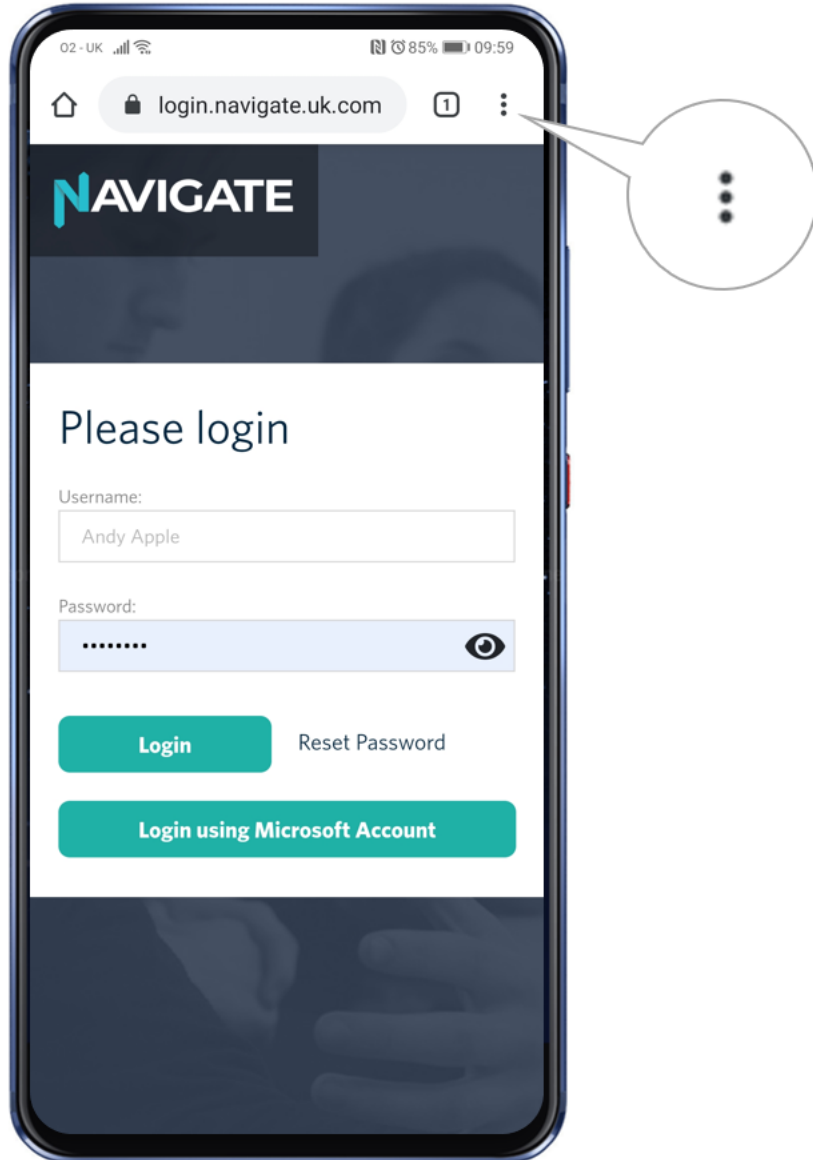 O2-UK 85% 09:59
login.navigate.uk.com 1
NAVIGATE
Please login
Username:
Andy Apple
Password:
••••••••
Login Reset Password
Login using Microsoft Account